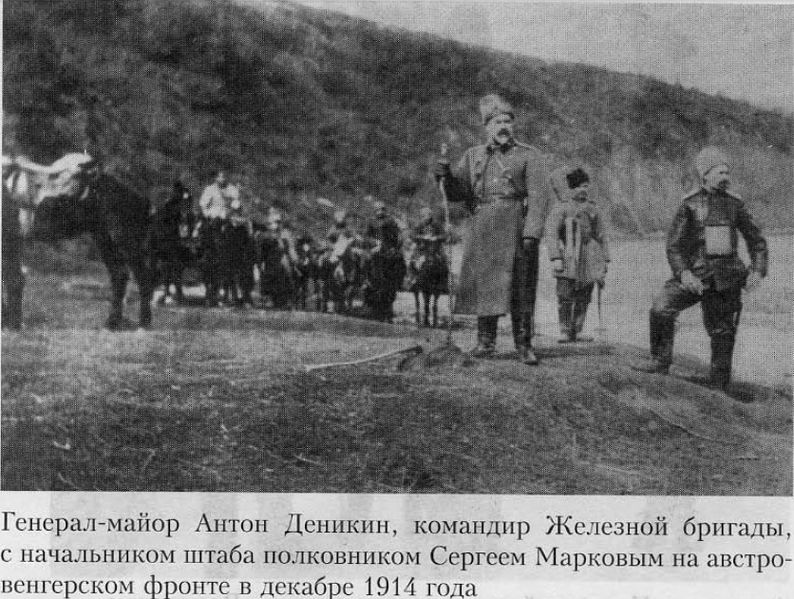 Генерал-майор Антон Деникин, командир Железной бригады,
с начальником штаба полковником Сергеем Марковым на австро-
венгерском фронте в декабре 1914 года